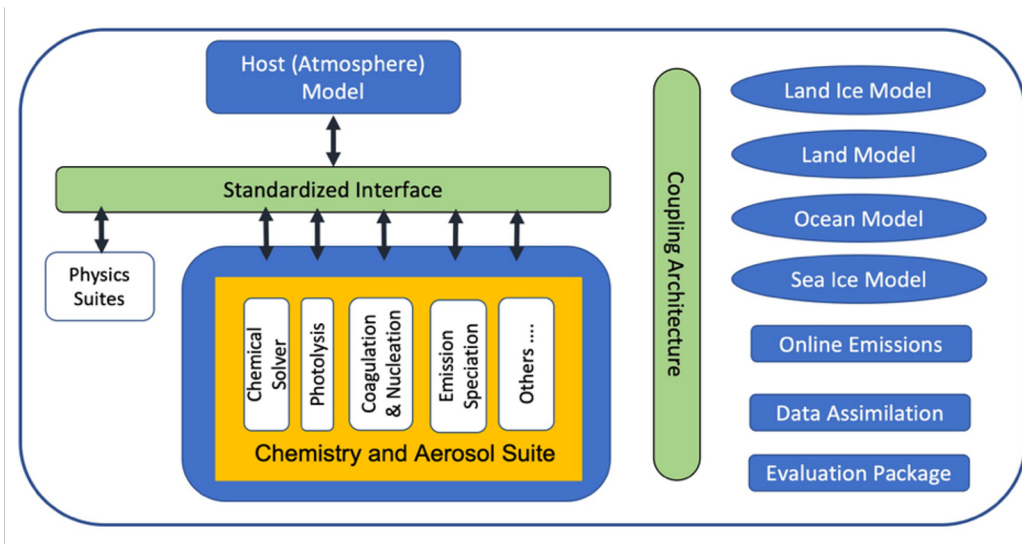 Host (Atmosphere)
Model
Standardized Interface
Physics
Suites
Chemical
Solver
Photolysis
Coagulation
& Nucleation
Emission
Speciation
Others ....
Chemistry and Aerosol Suite
Coupling Architecture
Land Ice Model
Land Model
Ocean Model
Sea Ice Model
Online Emissions
Data Assimilation
Evaluation Package